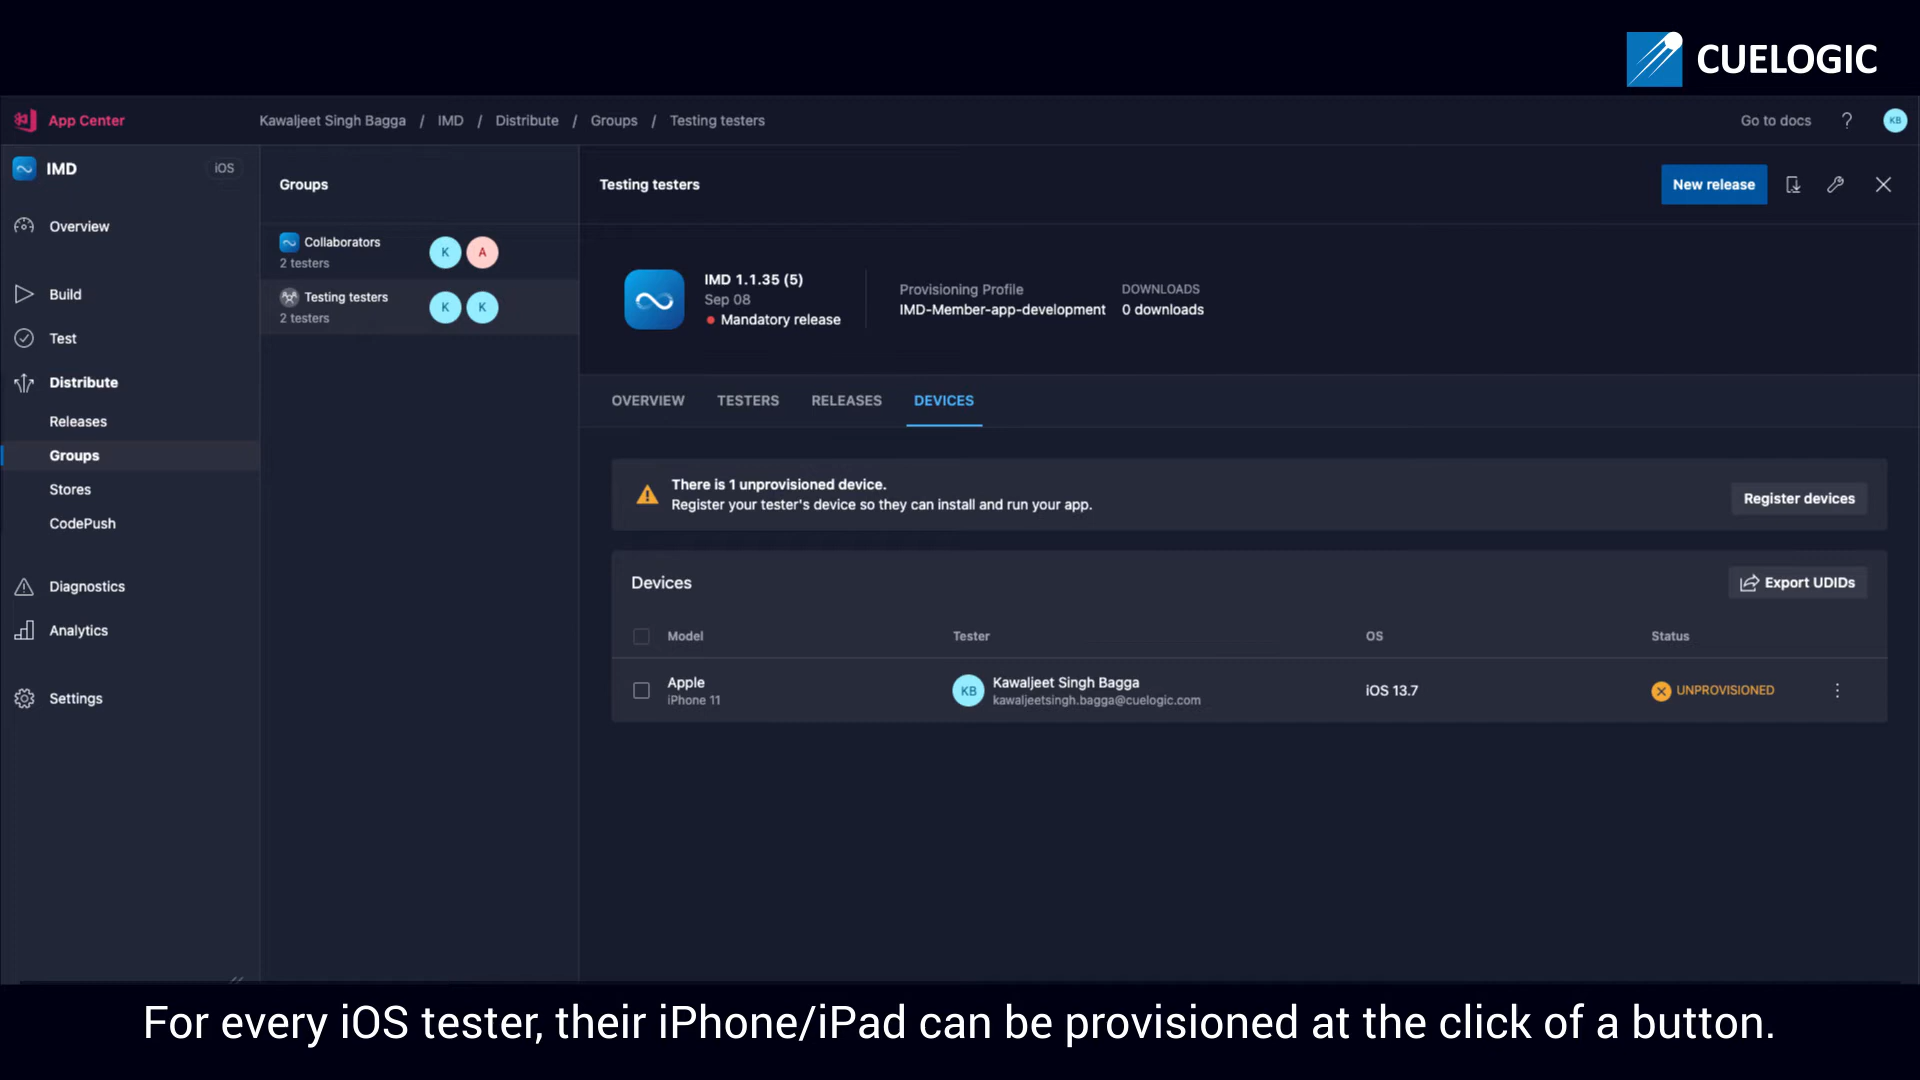 CUELOGIC
App Center
Kawaljeet Singh Bagga / IMD / Distribute / Groups / Testing testers
Go to docs ?
KB
IMD
iOS
Overview
Build
Test
Distribute
Releases
Groups
Stores
CodePush
Diagnostics
Analytics
Settings
Groups
Collaborators
2 testers
K A
Testing testers
2 testers
K K
Testing testers
New release
IMD 1.1.35 (5)
Sep 08
Mandatory release
Provisioning Profile
IMD-Member-app-development
DOWNLOADS
0 downloads
OVERVIEW TESTERS RELEASES DEVICES
There is 1 unprovisioned device.
Register your tester's device so they can install and run your app.
Register devices
Devices
Export UDIDs
Model Tester OS Status
Apple
iPhone 11
KB
Kawaljeet Singh Bagga
kawaljeetsingh.bagga@cuelogic.com
iOS 13.7
UNPROVISIONED
For every iOS tester, their iPhone/iPad can be provisioned at the click of a button.